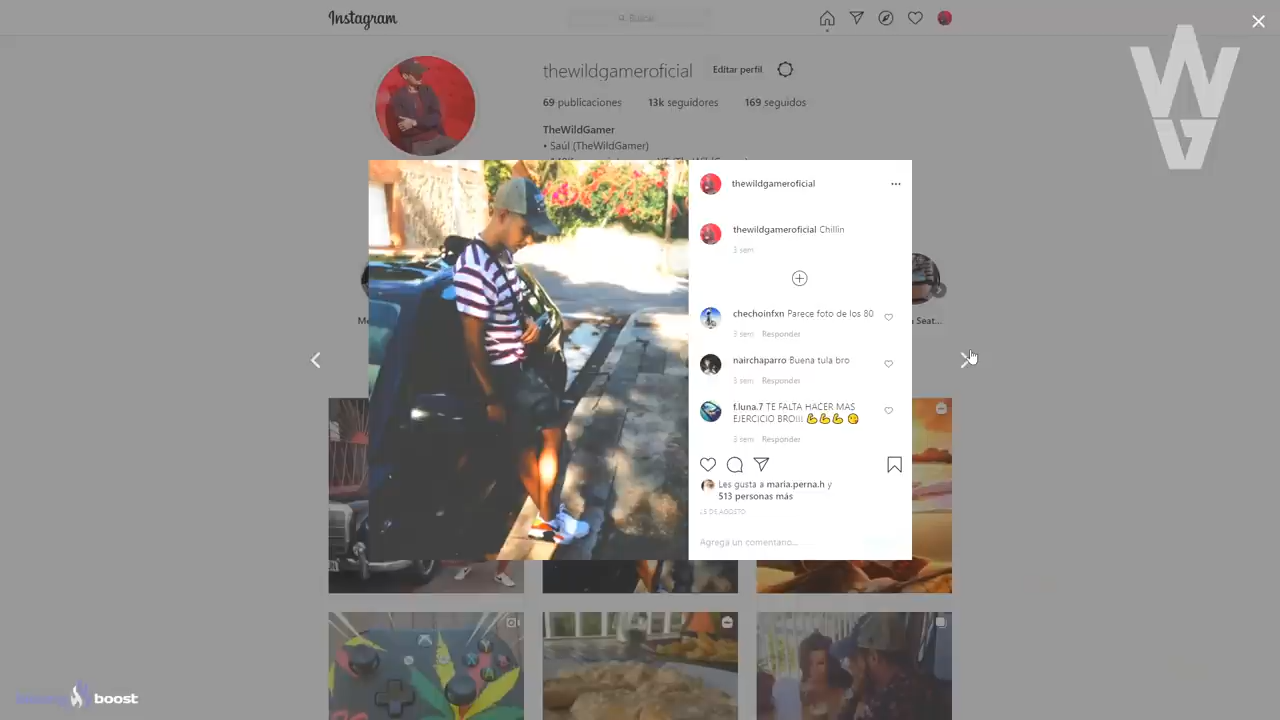 Instagram
Buscar
thewildgameroficial Editar perfil
69 publicaciones 13k seguidores 169 seguidos
TheWildGamer
• Saúl (TheWildGamer)
thewildgameroficial
thewildgameroficial Chillin
3 sem
chechoinfxn Parece foto de los 80
3 sem Responder
nairchaparro Buena tula bro
3 sem Responder
f.luna.7 TE FALTA HACER MAS
EJERCICIO BRO!!! 💪💪💪 😋
3 sem Responder
Les gusta a maria.perna.h y
513 personas más
15 DE AGOSTO
Agrega un comentario...
Seat...
boost
WG